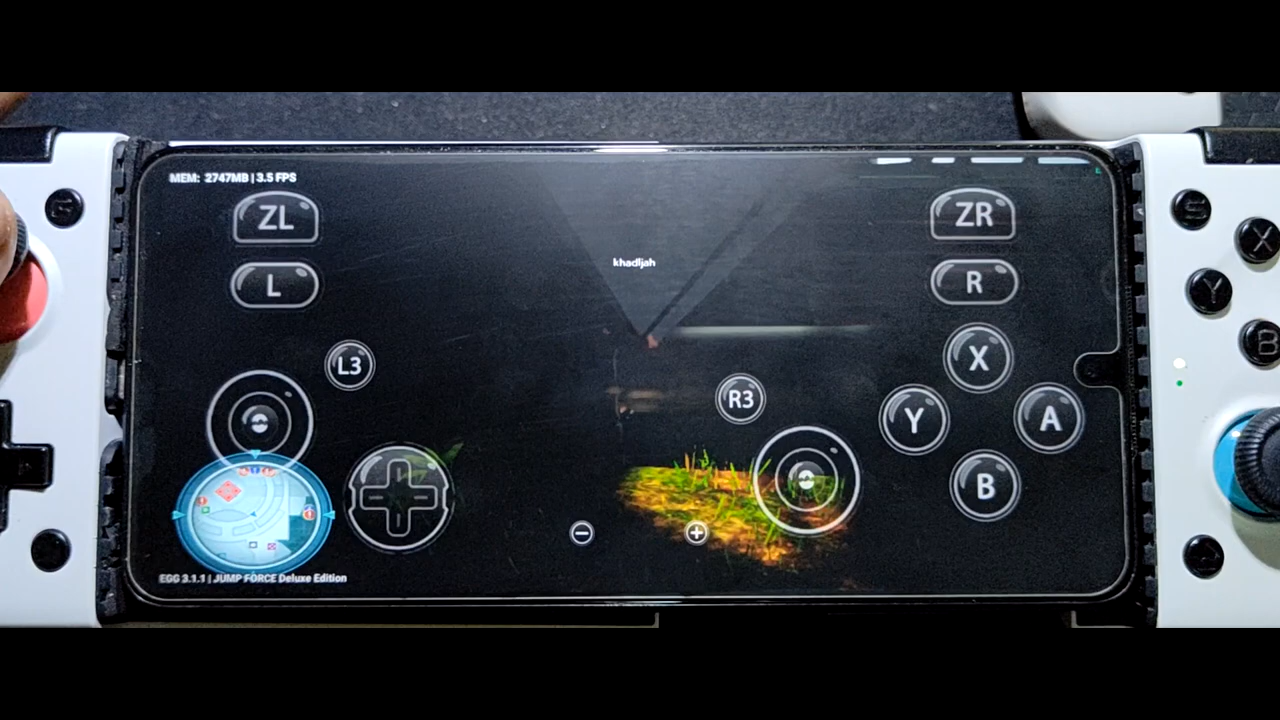 MEM: 2747MB | 3.5 FPS
ZL
ZR
L
R
khadijah
L3
X
R3
Y
A
B
EGG 3.1.1 | JUMP FORCE Deluxe Edition
S
X
Y
B